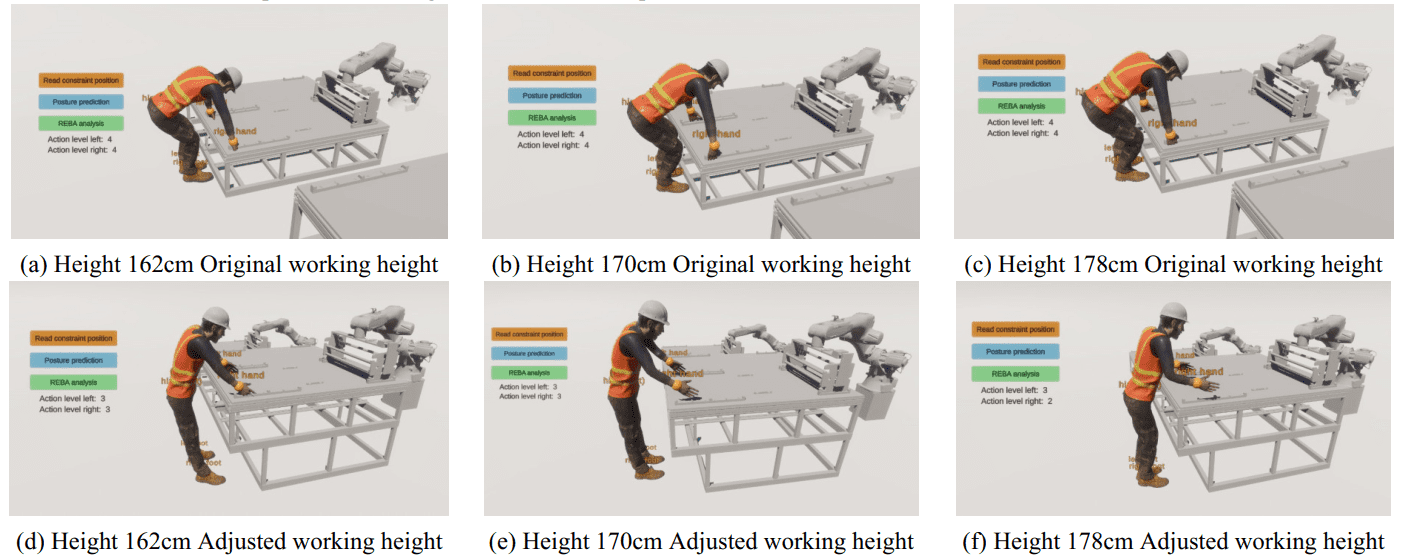 Read constraint position
Posture prediction
REBA analysis
Action level left: 4
Action level right: 4
right hand
Read constraint position
Posture prediction
REBA analysis
Action level left: 4
Action level right: 4
right hand
Read constraint position
Posture prediction
REBA analysis
Action level left: 4
Action level right: 4
hand
(a) Height 162cm Original working height
(b) Height 170cm Original working height
(c) Height 178cm Original working height
Read constraint position
Posture prediction
REBA analysis
Action level left: 3
Action level right: 3
hand
hand
foot
Read constraint position
Posture prediction
REBA analysis
Action level left: 3
Action level right: 3
hand
hand
Read constraint position
Posture prediction
REBA analysis
Action level left: 3
Action level right: 2
hand
hand
(d) Height 162cm Adjusted working height
(e) Height 170cm Adjusted working height
(f) Height 178cm Adjusted working height